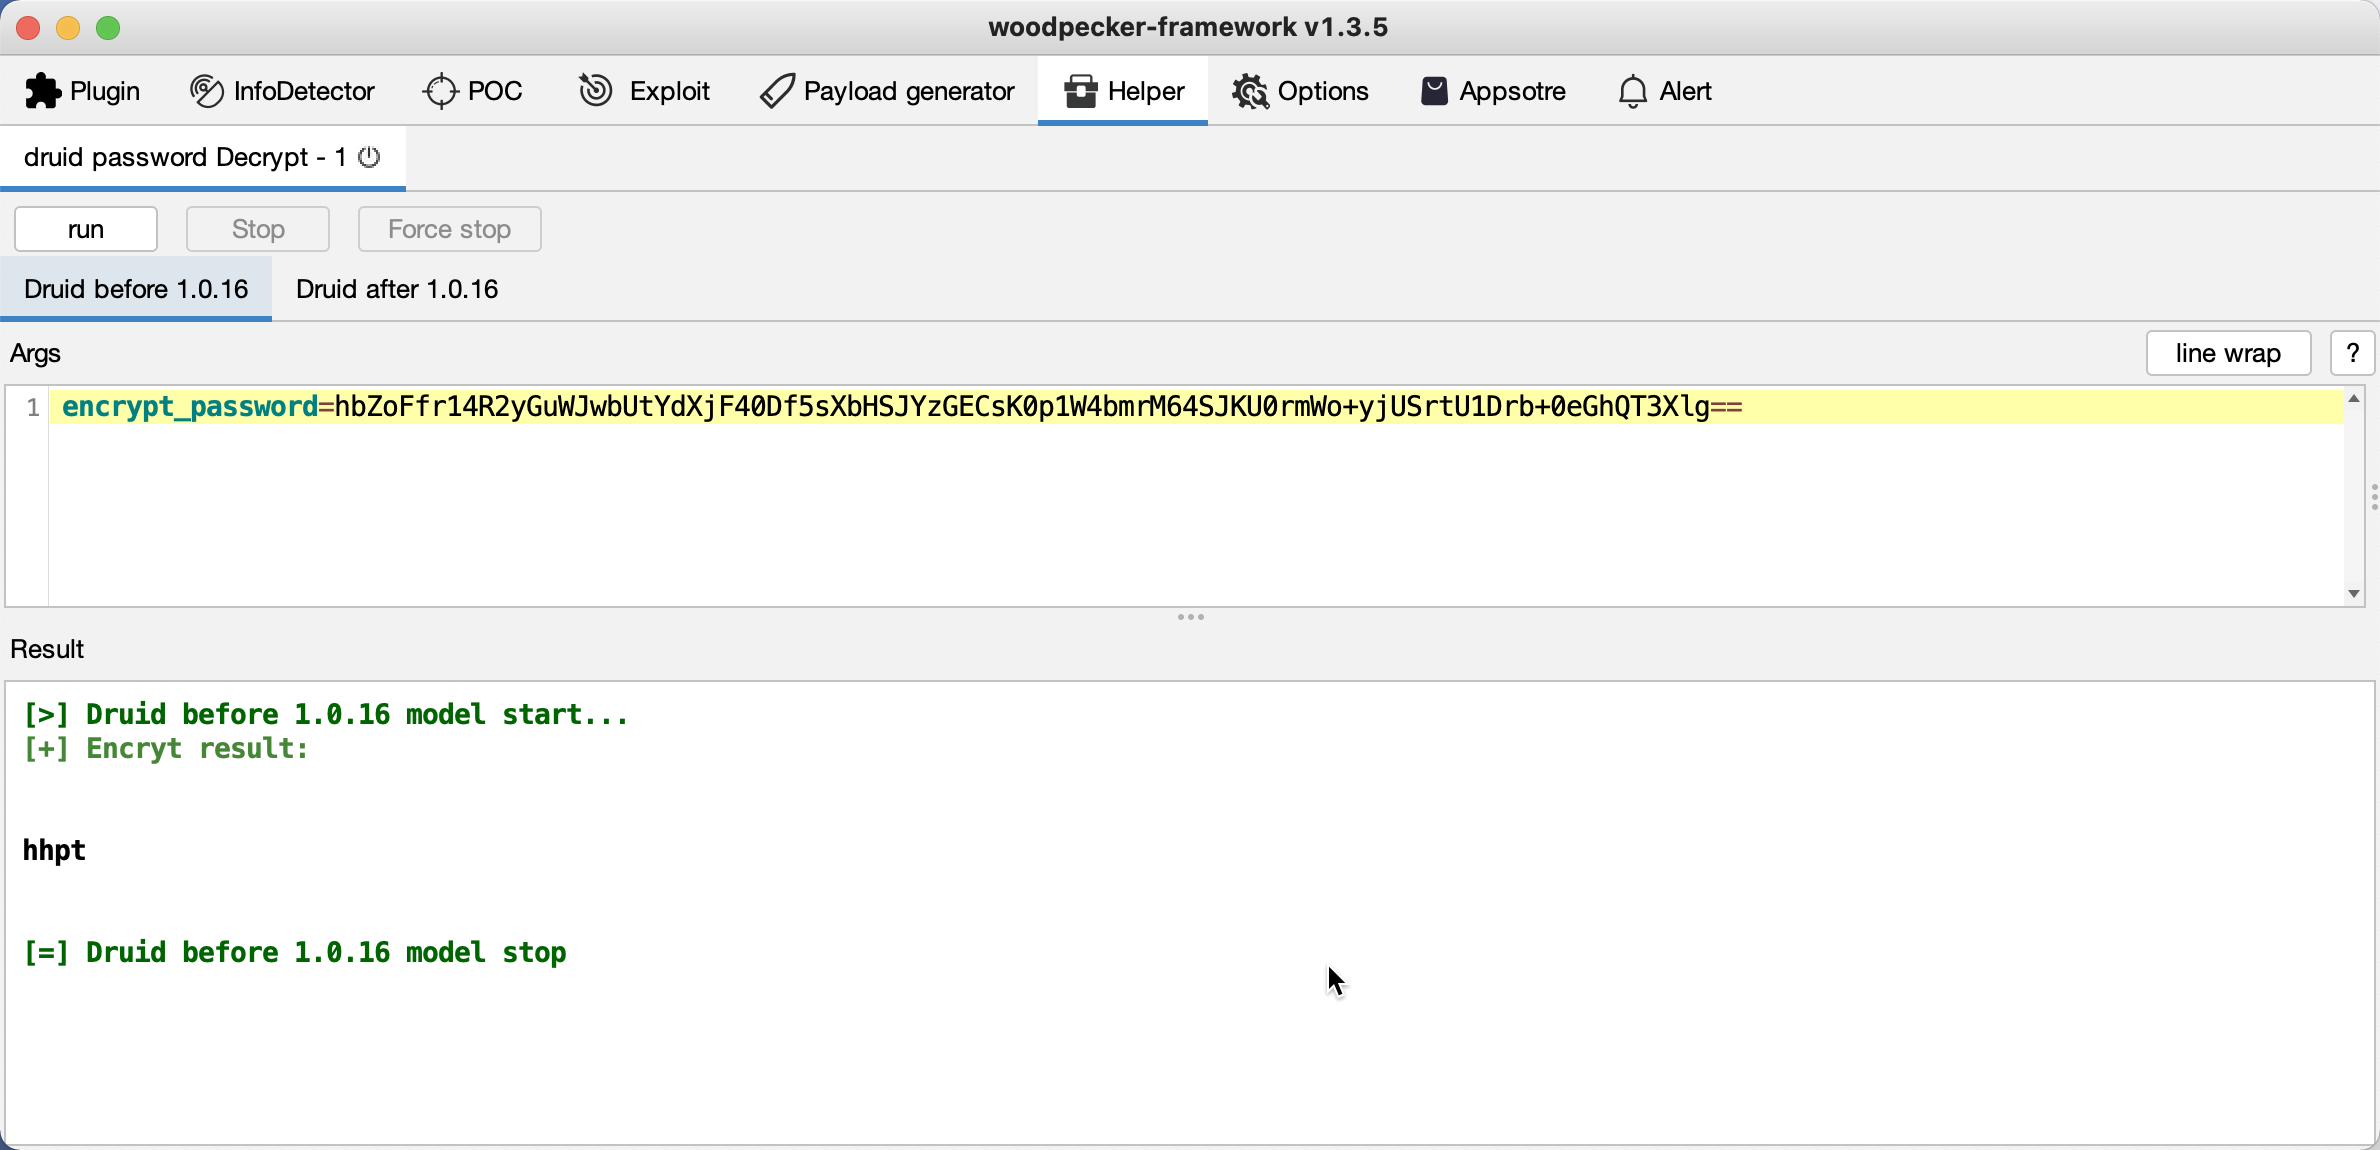 woodpecker-framework v1.3.5
Plugin InfoDetector POC Exploit Payload generator Helper Options Appsotre Alert
druid password Decrypt - 1
run Stop Force stop
Druid before 1.0.16 Druid after 1.0.16
Args line wrap ?
1 encrypt_password=hbZoFfr14R2yGuWJwbUtYdXjF40Df5sXbHSJYzGECsK0p1W4bmrM64SJKU0rmWo+yjUSrtU1Drb+0eGhQT3Xlg==
Result
[>] Druid before 1.0.16 model start...
[+] Encryt result:
hhpt
[=] Druid before 1.0.16 model stop